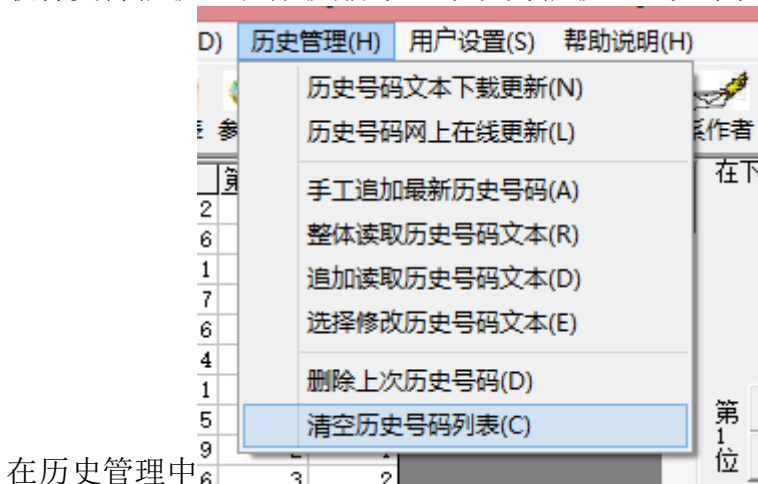 D) 历史管理(H) 用户设置(S) 帮助说明(H)
历史号码文本下载更新(N)
参 历史号码网上在线更新(L) 作者
第 在下
手工追加最新历史号码(A)
2
6 整体读取历史号码文本(R)
1
追加读取历史号码文本(D)
7
6 选择修改历史号码文本(E)
4
1 删除上次历史号码(D)
5 清空历史号码列表(C) 第1位
9
在历史管理中 6 3 2